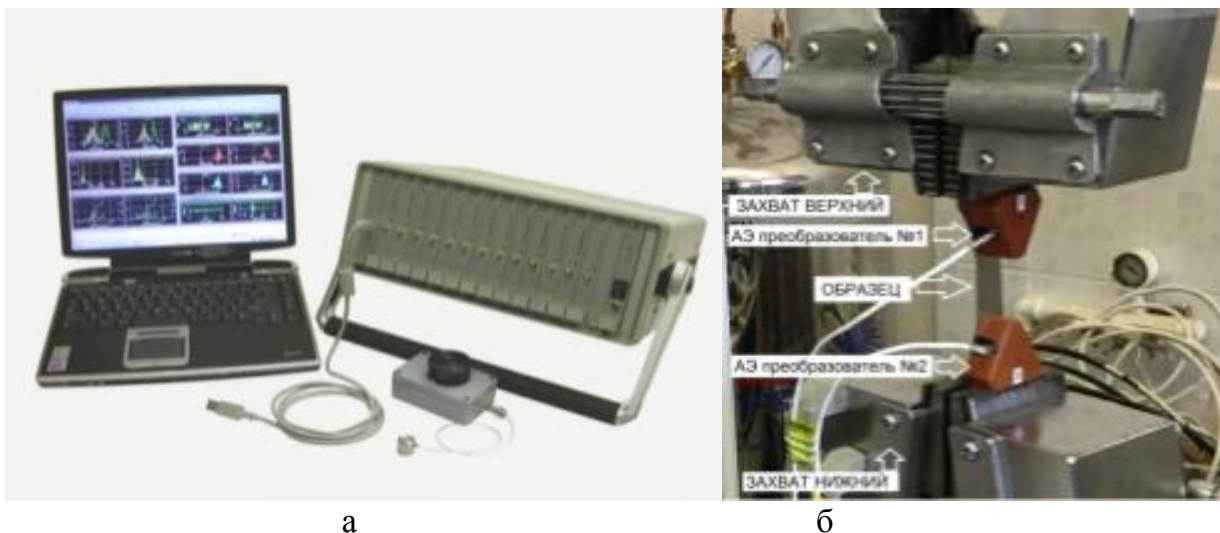 ЗАХВАТ ВЕРХНИЙ
АЭ преобразователь №1
ОБРАЗЕЦ
АЭ преобразователь №2
ЗАХВАТ НИЖНИЙ
а
б